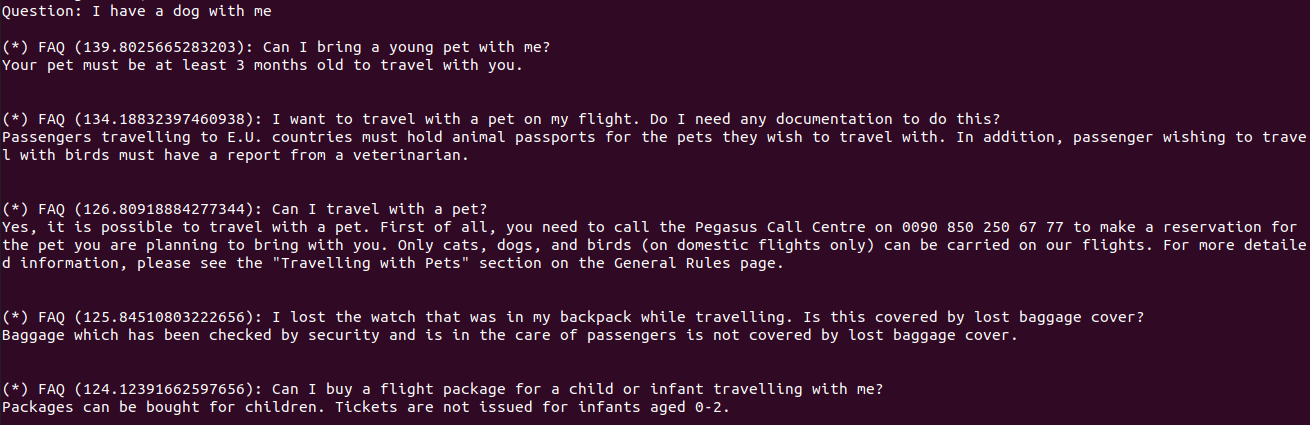 Question: I have a dog with me
(*) FAQ (139.8025665283203): Can I bring a young pet with me?
Your pet must be at least 3 months old to travel with you.
(*) FAQ (134.18832397460938): I want to travel with a pet on my flight. Do I need any documentation to do this?
Passengers travelling to E.U. countries must hold animal passports for the pets they wish to travel with. In addition, passenger wishing to trave
l with birds must have a report from a veterinarian.
(*) FAQ (126.80918884277344): Can I travel with a pet?
Yes, it is possible to travel with a pet. First of all, you need to call the Pegasus Call Centre on 0090 850 250 67 77 to make a reservation for
the pet you are planning to bring with you. Only cats, dogs, and birds (on domestic flights only) can be carried on our flights. For more detaile
d information, please see the "Travelling with Pets" section on the General Rules page.
(*) FAQ (125.84510803222656): I lost the watch that was in my backpack while travelling. Is this covered by lost baggage cover?
Baggage which has been checked by security and is in the care of passengers is not covered by lost baggage cover.
(*) FAQ (124.12391662597656): Can I buy a flight package for a child or infant travelling with me?
Packages can be bought for children. Tickets are not issued for infants aged 0-2.